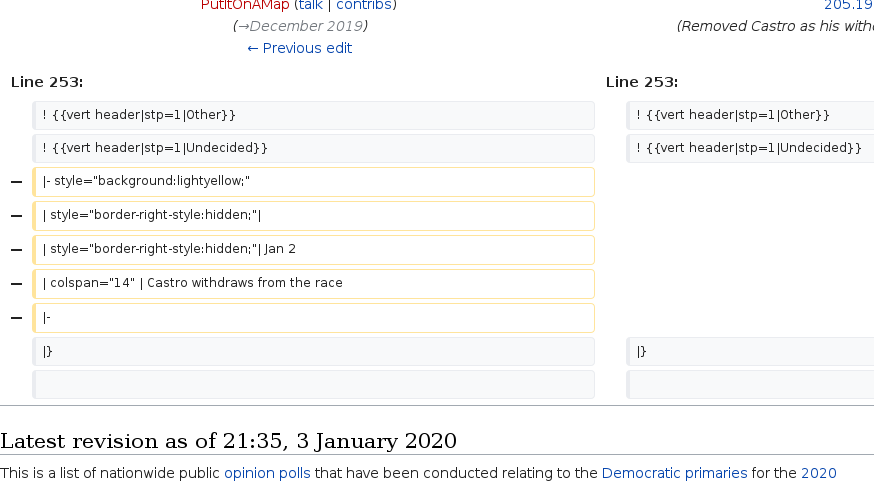 PutItOnAMap (talk | contribs)
205.19
(→December 2019)
(Removed Castro as his with
← Previous edit
Line 253:
Line 253:
! {{vert header|stp=1|Other}}
! {{vert header|stp=1|Other}}
! {{vert header|stp=1|Undecided}}
! {{vert header|stp=1|Undecided}}
− |- style="background:lightyellow;"
− | style="border-right-style:hidden;"|
− | style="border-right-style:hidden;"| Jan 2
− | colspan="14" | Castro withdraws from the race
− |-
|}
|}
Latest revision as of 21:35, 3 January 2020
This is a list of nationwide public opinion polls that have been conducted relating to the Democratic primaries for the 2020